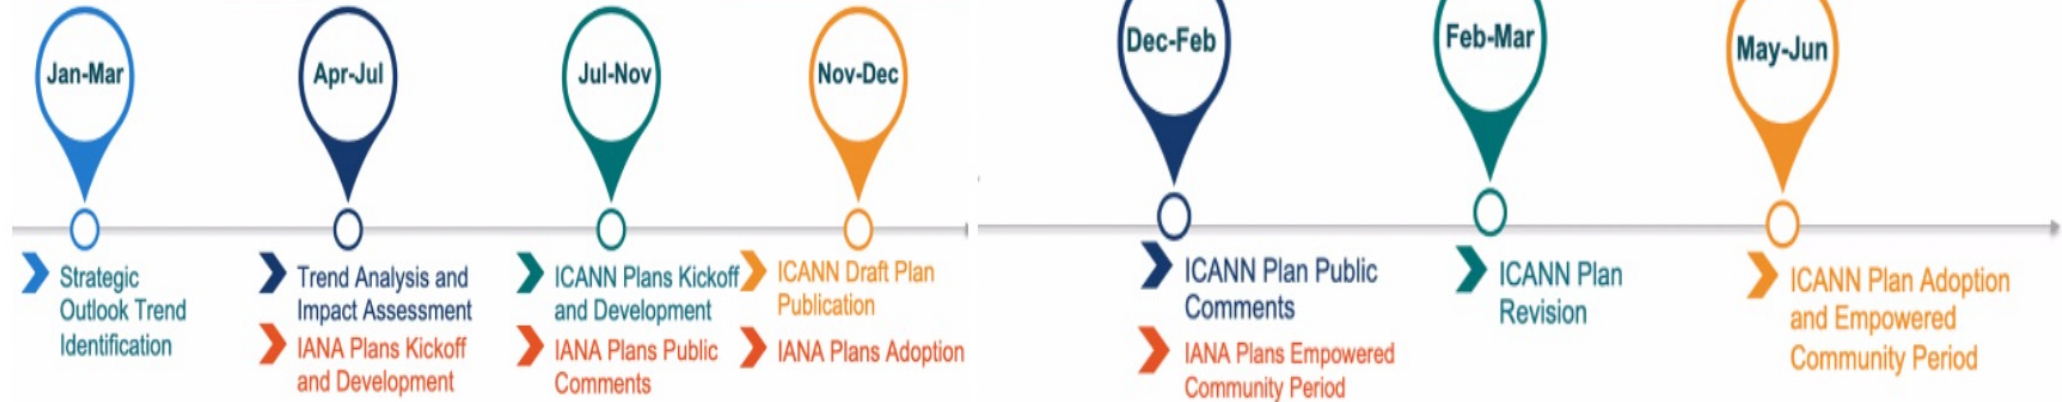 Jan-Mar
Apr-Jul
Jul-Nov
Nov-Dec
Dec-Feb
Feb-Mar
May-Jun
Strategic
Outlook Trend
Identification
Trend Analysis and
Impact Assessment
IANA Plans Kickoff
and Development
ICANN Plans Kickoff
and Development
IANA Plans Public
Comments
ICANN Draft Plan
Publication
IANA Plans Adoption
ICANN Plan Public
Comments
IANA Plans Empowered
Community Period
ICANN Plan
Revision
ICANN Plan Adoption
and Empowered
Community Period